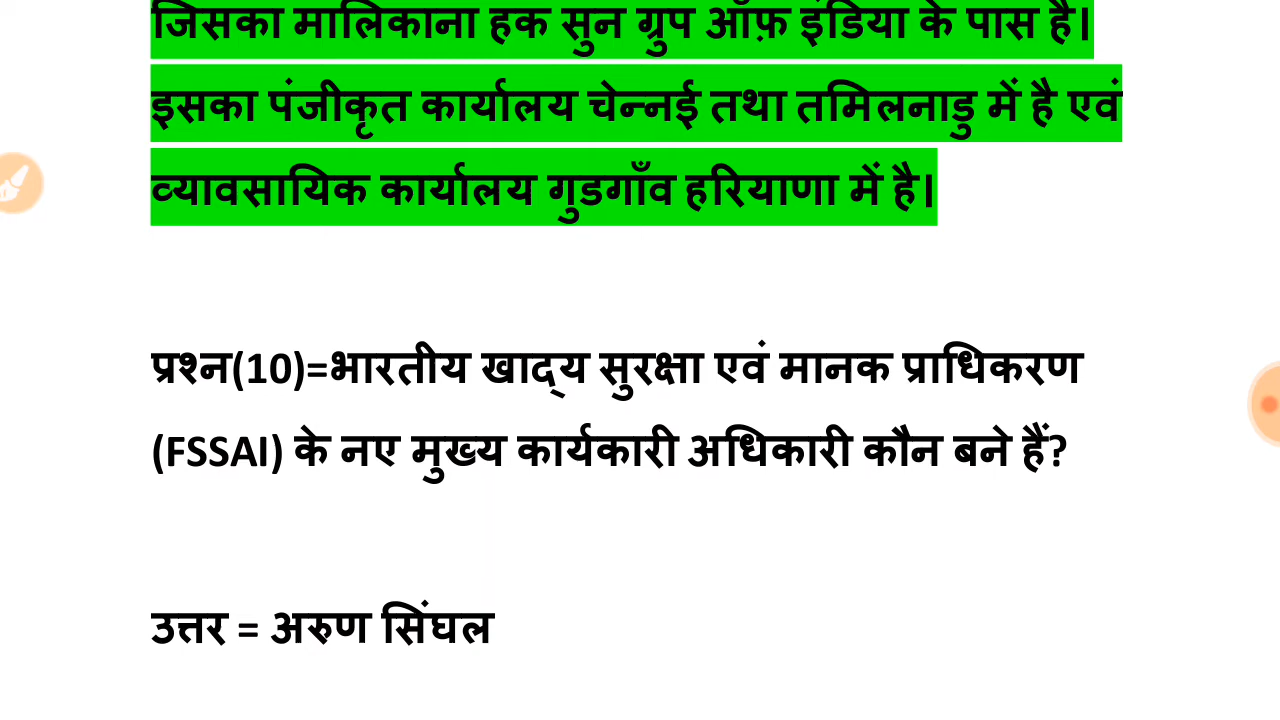 जिसका मालिकाना हक सुन ग्रुप ऑफ़ इंडिया के पास है।
इसका पंजीकृत कार्यालय चेन्नई तथा तमिलनाडु में है एवं
व्यावसायिक कार्यालय गुडगाँव हरियाणा में है।
प्रश्न(10)=भारतीय खाद्य सुरक्षा एवं मानक प्राधिकरण
(FSSAI) के नए मुख्य कार्यकारी अधिकारी कौन बने हैं?
उत्तर = अरुण सिंघल